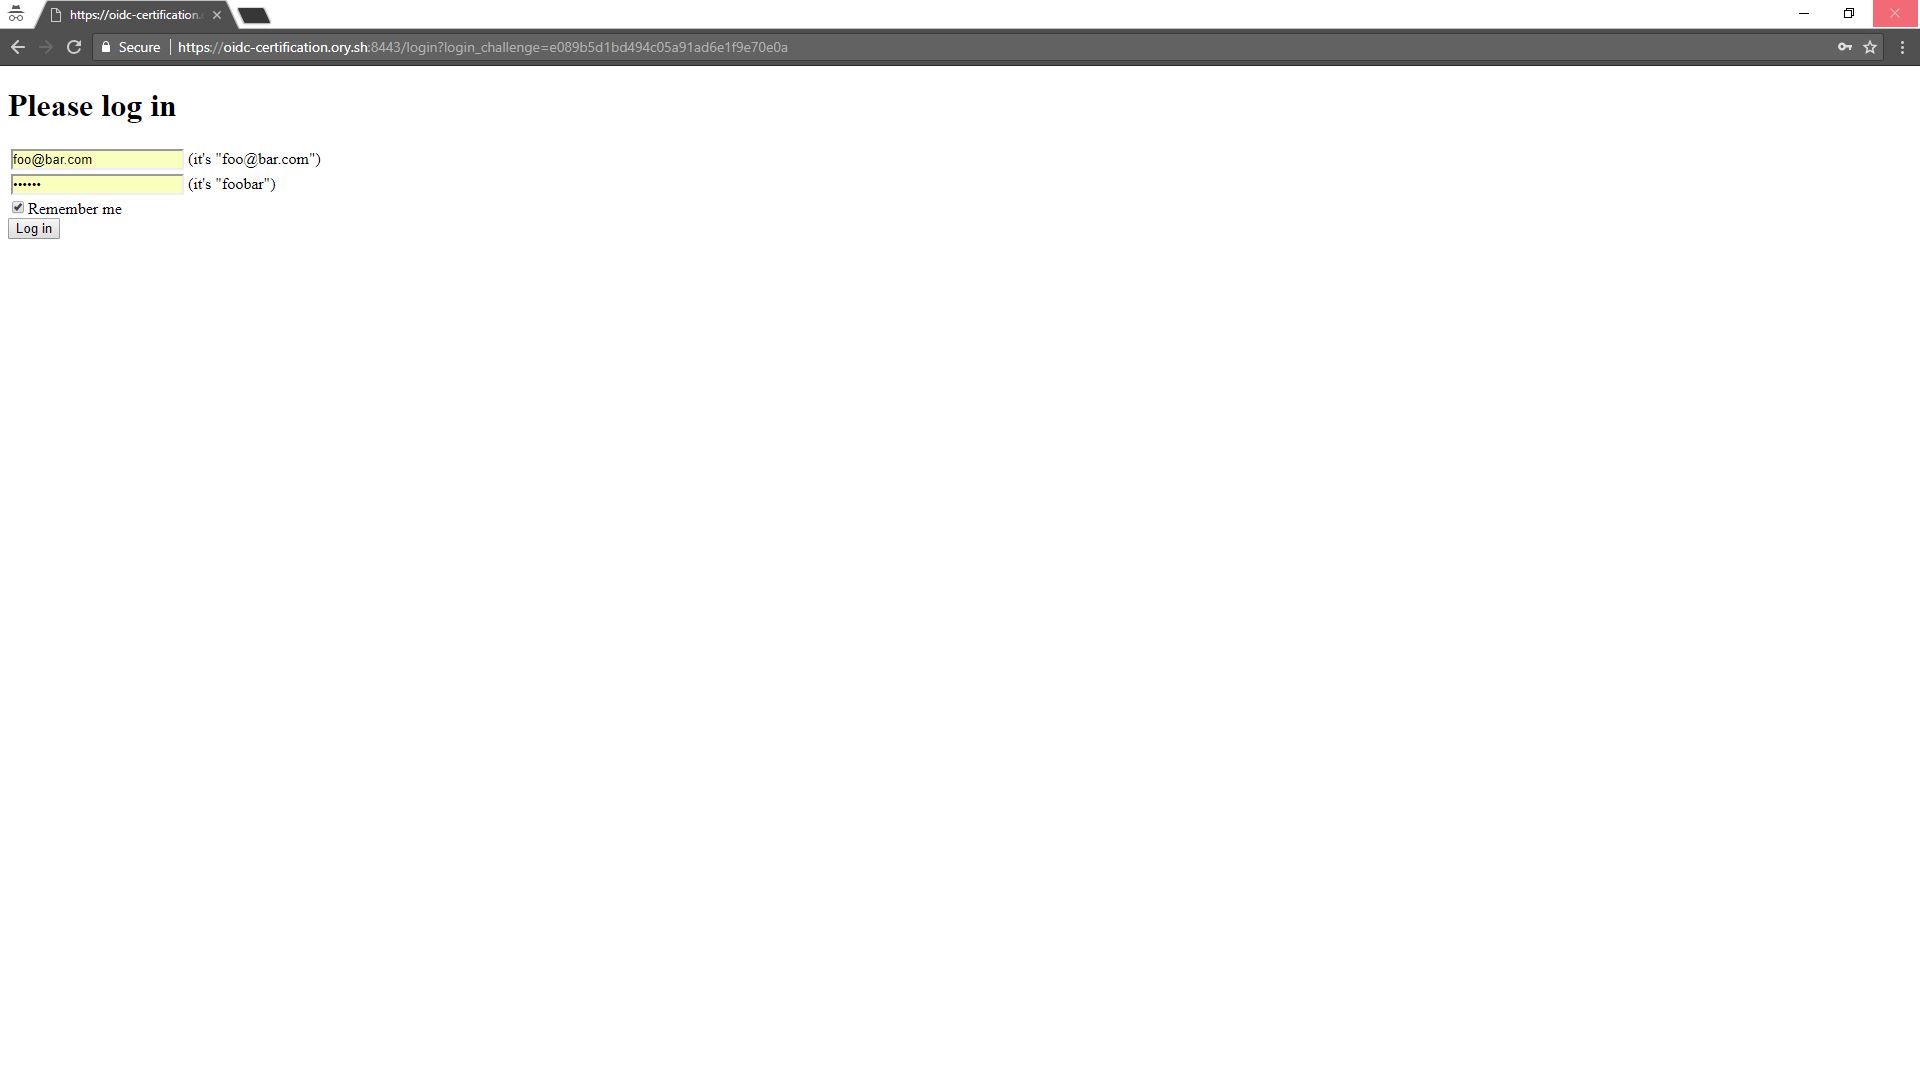 https://oidc-certification.
Secure https://oidc-certification.ory.sh:8443/login?login_challenge=e089b5d1bd494c05a91ad6e1f9e70e0a
Please log in
foo@bar.com (it's "foo@bar.com")
•••••• (it's "foobar")
Remember me
Log in